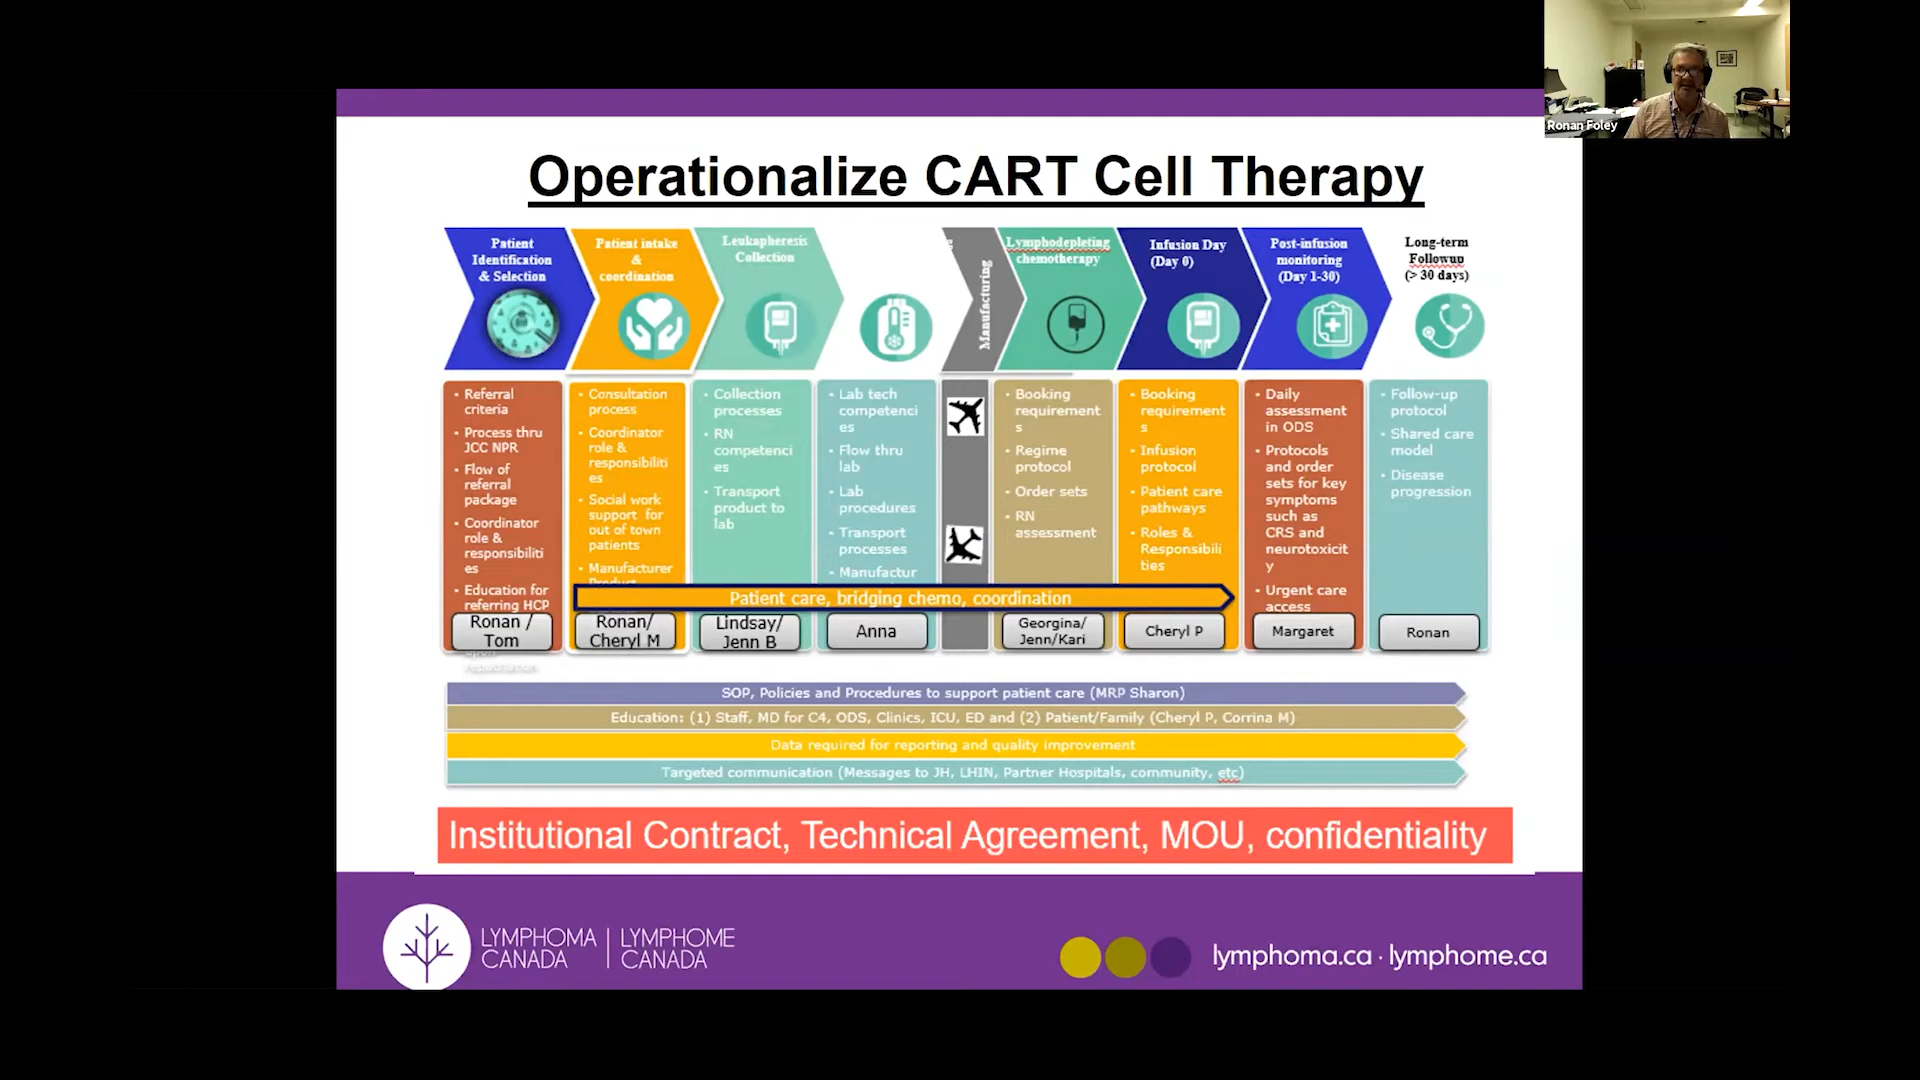 Ronan Foley
Operationalize CART Cell Therapy
Patient
Identification
& Selection
Patient intake
&
coordination
Leukapheresis
Collection
Manufacturing
Lymphodepleting
chemotherapy
Infusion Day
(Day 0)
Post-infusion
monitoring
(Day 1-30)
Long-term
Followup
(> 30 days)
• Referral
criteria
• Process thru
JCC NPR
• Flow of
referral
package
• Coordinator
role &
responsibiliti
es
• Education for
referring HCP
Ronan /
Tom
• Consultation
process
• Coordinator
role &
responsibiliti
es
• Social work
support for
out of town
patients
• Manufacturer
Product
Ronan/
Cheryl M
• Collection
processes
• RN
competenci
es
• Transport
product to
lab
Lindsay/
Jenn B
• Lab tech
competenci
es
• Flow thru
lab
• Lab
procedures
• Transport
processes
• Manufactur
Anna
• Booking
requirement
s
• Regime
protocol
• Order sets
• RN
assessment
Georgina/
Jenn/Kari
• Booking
requirement
s
• Infusion
protocol
• Patient care
pathways
• Roles &
Responsibili
ties
Cheryl P
• Daily
assessment
in ODS
• Protocols
and order
sets for key
symptoms
such as
CRS and
neurotoxicit
y
• Urgent care
access
Margaret
• Follow-up
protocol
• Shared care
model
• Disease
progression
Ronan
Patient care, bridging chemo, coordination
SOP, Policies and Procedures to support patient care (MRP Sharon)
Education: (1) Staff, MD for C4, ODS, Clinics, ICU, ED and (2) Patient/Family (Cheryl P, Corrina M)
Data required for reporting and quality improvement
Targeted communication (Messages to JH, LHIN, Partner Hospitals, community, etc)
Institutional Contract, Technical Agreement, MOU, confidentiality
LYMPHOMA
CANADA
LYMPHOME
CANADA
lymphoma.ca · lymphome.ca